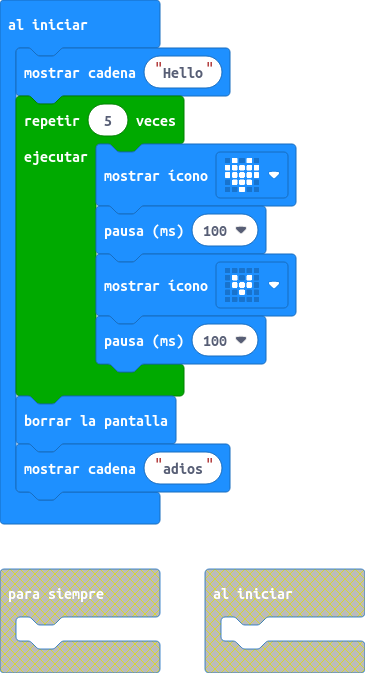 al iniciar
mostrar cadena "Hello"
repetir 5 veces
ejecutar
mostrar icono
pausa (ms) 100
mostrar icono
pausa (ms) 100
borrar la pantalla
mostrar cadena "adios"
para siempre
al iniciar